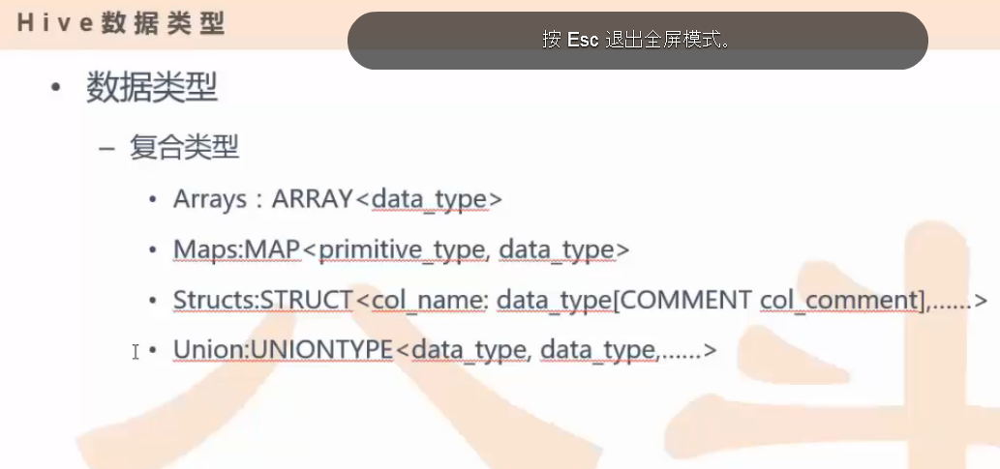 Hive数据类型
按 Esc 退出全屏模式。
• 数据类型
– 复合类型
• Arrays：ARRAY<data_type>
• Maps:MAP<primitive_type, data_type>
• Structs:STRUCT<col_name: data_type[COMMENT col_comment],......>
• Union:UNIONTYPE<data_type, data_type,......>